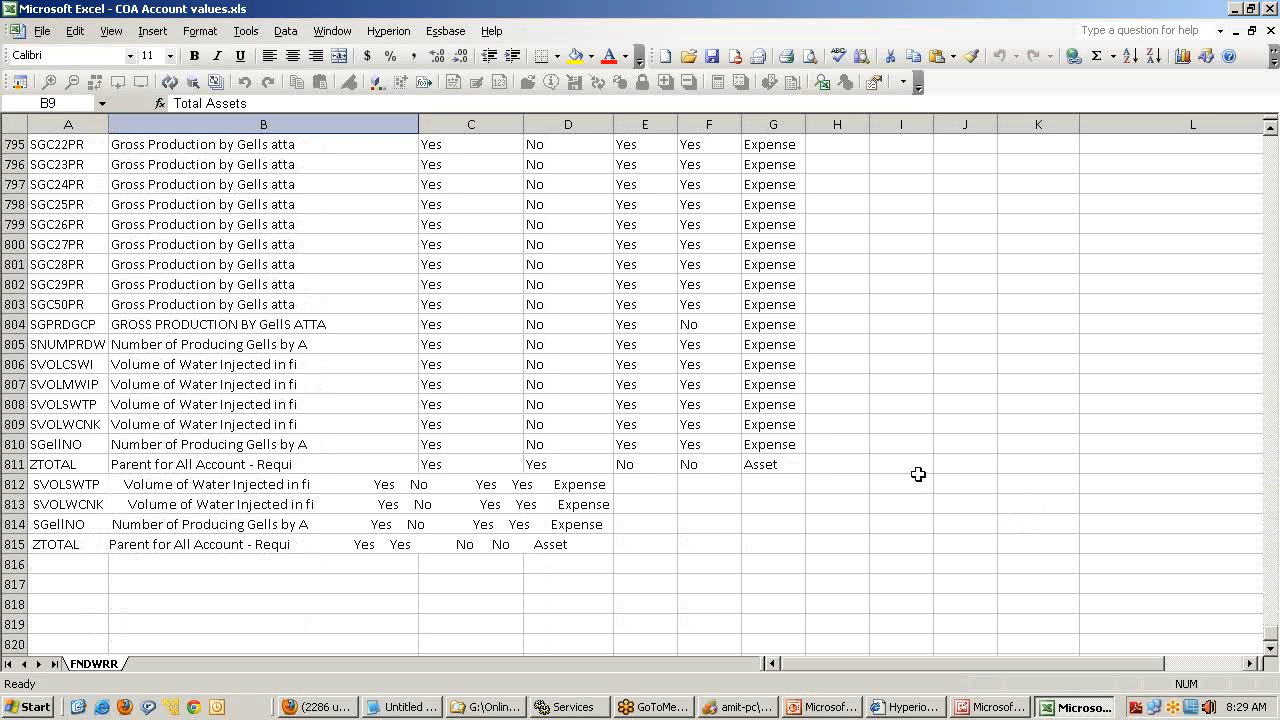 Microsoft Excel - COA Account values.xls
File Edit View Insert Format Tools Data Window Hyperion Essbase Help Type a question for help
Calibri 11
B9 fx Total Assets
A B C D E F G H I J K L
795 SGC22PR Gross Production by Gells atta Yes No Yes Yes Expense
796 SGC23PR Gross Production by Gells atta Yes No Yes Yes Expense
797 SGC24PR Gross Production by Gells atta Yes No Yes Yes Expense
798 SGC25PR Gross Production by Gells atta Yes No Yes Yes Expense
799 SGC26PR Gross Production by Gells atta Yes No Yes Yes Expense
800 SGC27PR Gross Production by Gells atta Yes No Yes Yes Expense
801 SGC28PR Gross Production by Gells atta Yes No Yes Yes Expense
802 SGC29PR Gross Production by Gells atta Yes No Yes Yes Expense
803 SGC50PR Gross Production by Gells atta Yes No Yes Yes Expense
804 SGPRDGCP GROSS PRODUCTION BY GellS ATTA Yes No Yes No Expense
805 SNUMPRDW Number of Producing Gells by A Yes No Yes Yes Expense
806 SVOLCSWI Volume of Water Injected in fi Yes No Yes Yes Expense
807 SVOLMWIP Volume of Water Injected in fi Yes No Yes Yes Expense
808 SVOLSWTP Volume of Water Injected in fi Yes No Yes Yes Expense
809 SVOLWCNK Volume of Water Injected in fi Yes No Yes Yes Expense
810 SGellNO Number of Producing Gells by A Yes No Yes Yes Expense
811 ZTOTAL Parent for All Account - Requi Yes Yes No No Asset
812 SVOLSWTP Volume of Water Injected in fi Yes No Yes Yes Expense
813 SVOLWCNK Volume of Water Injected in fi Yes No Yes Yes Expense
814 SGellNO Number of Producing Gells by A Yes No Yes Yes Expense
815 ZTOTAL Parent for All Account - Requi Yes Yes No No Asset
816
817
818
819
820
FNDWRR
Ready NUM
Start (2286 u... Untitled ... G:\Onlin... Services GoToMe... amit-pc\... Microsof... Hyperio... Microsof... Microso... 8:29 AM